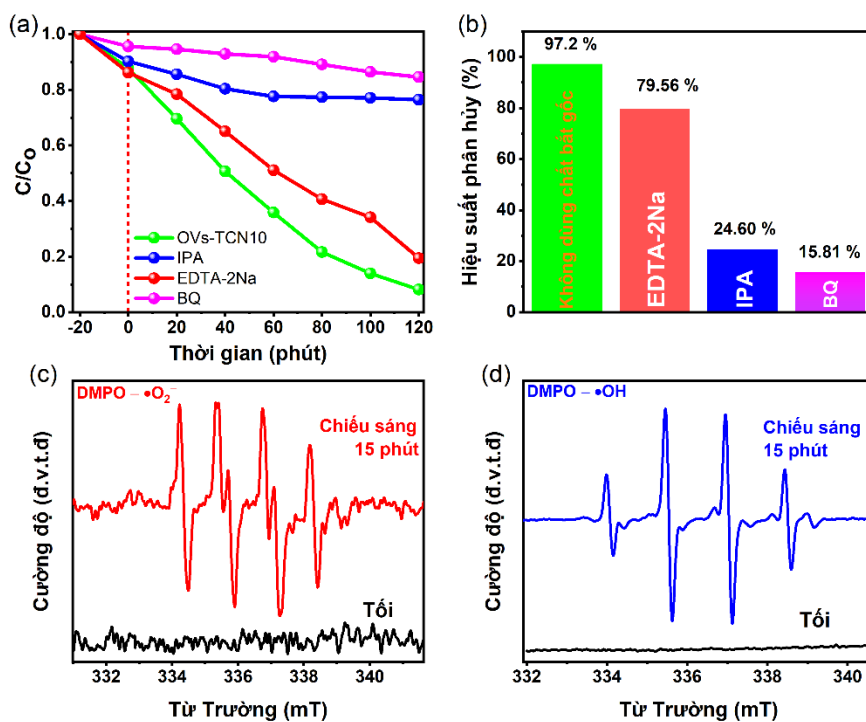 (a)
1.0
0.8
0.6
0.4
0.2
0.0
C/C₀
OVs-TCN10
IPA
EDTA-2Na
BQ
-20 0 20 40 60 80 100 120
Thời gian (phút)
(b)
100
80
60
40
20
0
Hiệu suất phân hủy (%)
97.2 %
79.56 %
24.60 %
15.81 %
Không dùng chất bắt gốc
EDTA-2Na
IPA
BQ
(c)
DMPO – •O₂⁻
Chiếu sáng
15 phút
Tối
Cường độ (đ.v.t.đ)
332 334 336 338 340
Từ Trường (mT)
(d)
DMPO – •OH
Chiếu sáng
15 phút
Tối
Cường độ (đ.v.t.đ)
332 334 336 338 340
Từ Trường (mT)